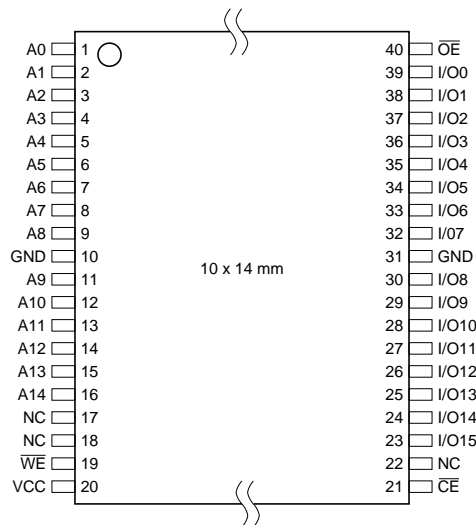 A0 1 40 O̅E̅
A1 2 39 I/O0
A2 3 38 I/O1
A3 4 37 I/O2
A4 5 36 I/O3
A5 6 35 I/O4
A6 7 34 I/O5
A7 8 33 I/O6
A8 9 32 I/07
GND 10 31 GND
10 x 14 mm
A9 11 30 I/O8
A10 12 29 I/O9
A11 13 28 I/O10
A12 14 27 I/O11
A13 15 26 I/O12
A14 16 25 I/O13
NC 17 24 I/O14
NC 18 23 I/O15
W̅E̅ 19 22 NC
VCC 20 21 C̅E̅